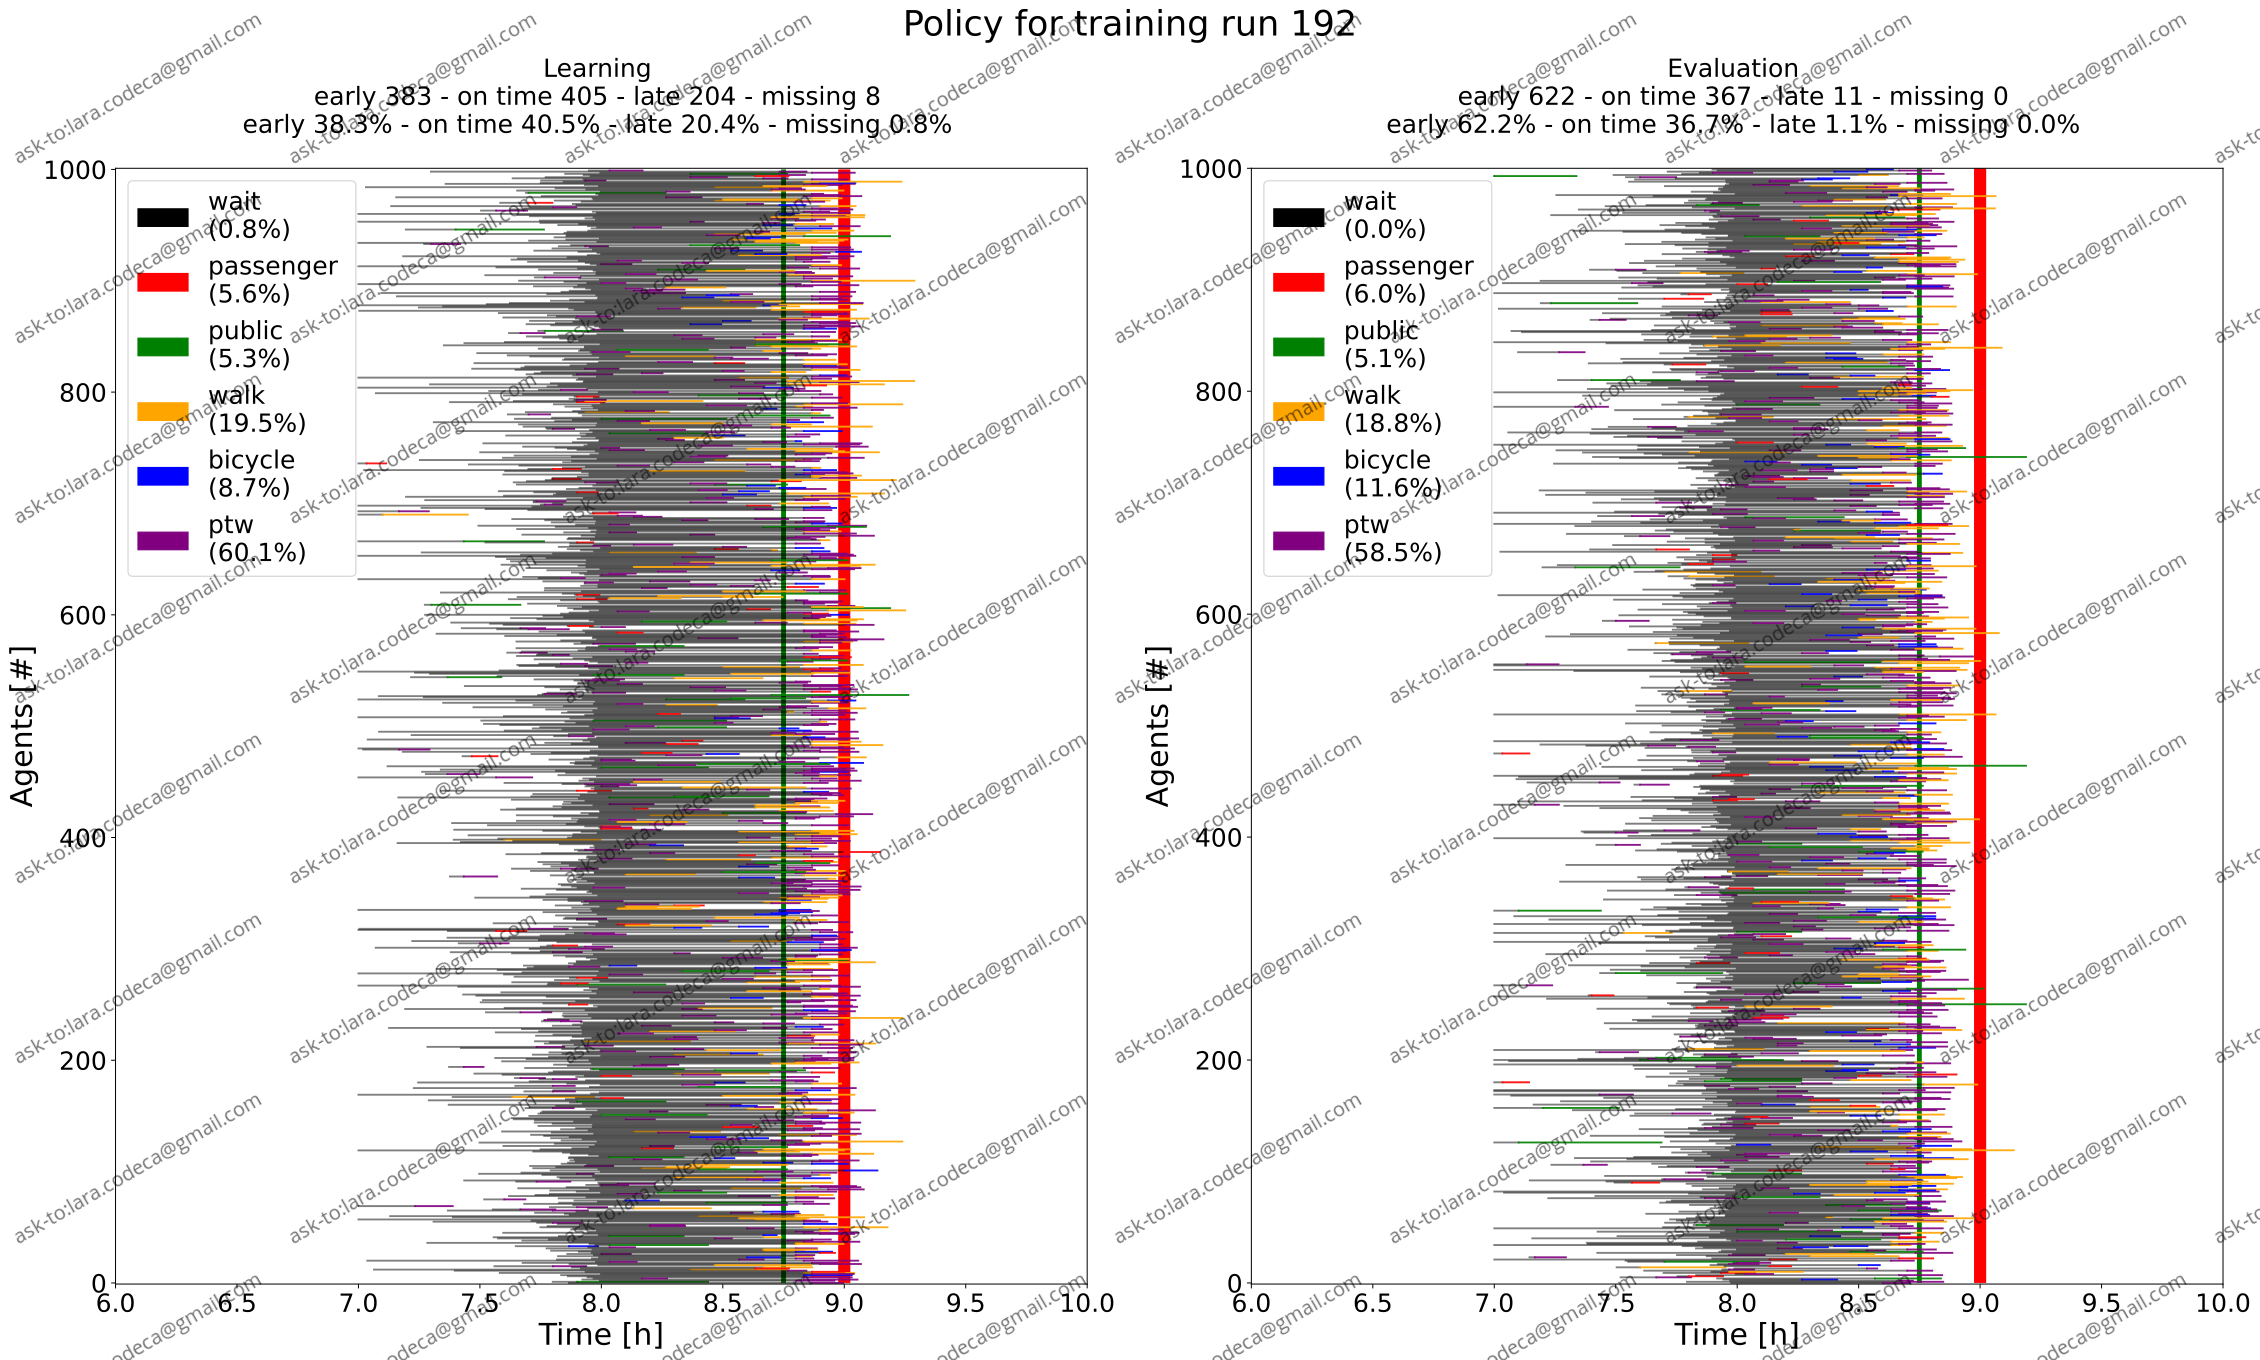 Policy for training run 192
Learning
early 383 - on time 405 - late 204 - missing 8
early 38.3% - on time 40.5% - late 20.4% - missing 0.8%
1000
800
600
400
200
0
Agents [#]
wait
(0.8%)
passenger
(5.6%)
public
(5.3%)
walk
(19.5%)
bicycle
(8.7%)
ptw
(60.1%)
6.0 6.5 7.0 7.5 8.0 8.5 9.0 9.5 10.0
Time [h]
Evaluation
early 622 - on time 367 - late 11 - missing 0
early 62.2% - on time 36.7% - late 1.1% - missing 0.0%
1000
800
600
400
200
0
Agents [#]
wait
(0.0%)
passenger
(6.0%)
public
(5.1%)
walk
(18.8%)
bicycle
(11.6%)
ptw
(58.5%)
6.0 6.5 7.0 7.5 8.0 8.5 9.0 9.5 10.0
Time [h]
ask-to:lara.codeca@gmail.com